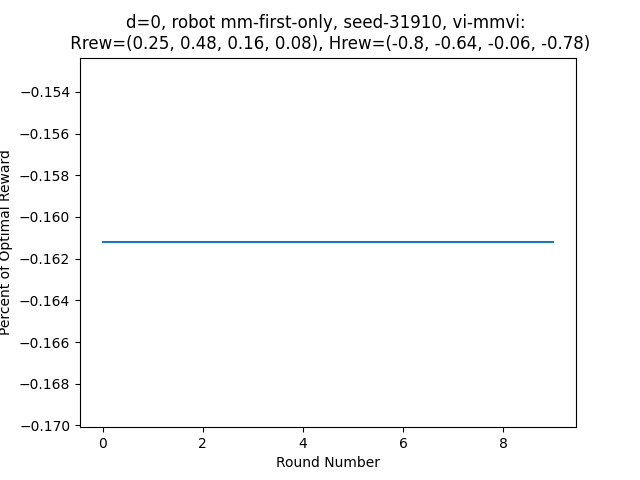 d=0, robot mm-first-only, seed-31910, vi-mmvi:
Rrew=(0.25, 0.48, 0.16, 0.08), Hrew=(-0.8, -0.64, -0.06, -0.78)
Percent of Optimal Reward
−0.154
−0.156
−0.158
−0.160
−0.162
−0.164
−0.166
−0.168
−0.170
0 2 4 6 8
Round Number